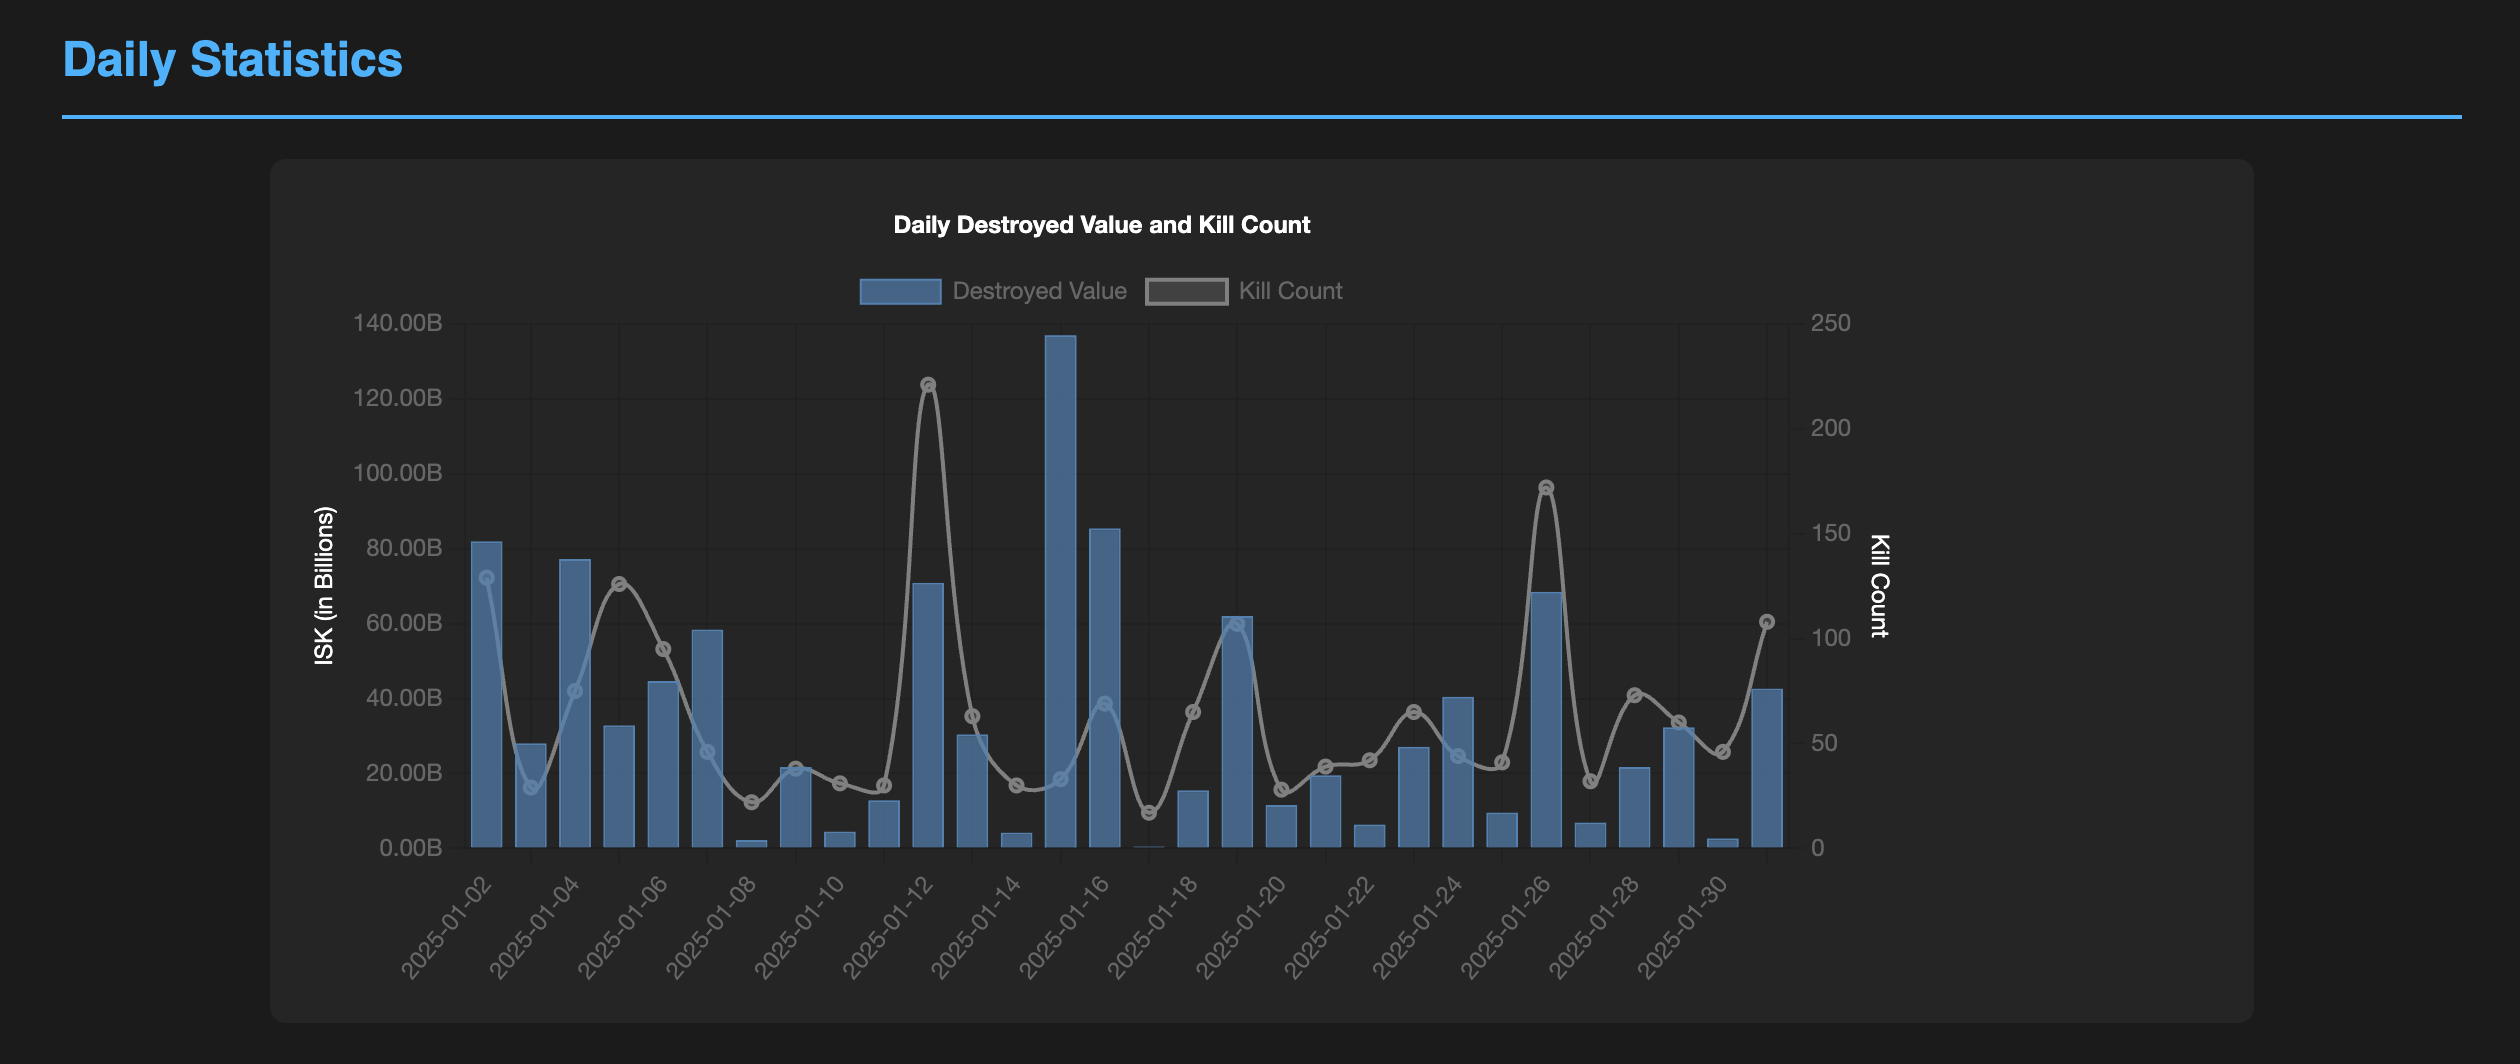 Daily Statistics
Daily Destroyed Value and Kill Count
Destroyed Value
Kill Count
140.00B
120.00B
100.00B
80.00B
60.00B
40.00B
20.00B
0.00B
ISK (in Billions)
250
200
150
100
50
0
Kill Count
2025-01-02
2025-01-04
2025-01-06
2025-01-08
2025-01-10
2025-01-12
2025-01-14
2025-01-16
2025-01-18
2025-01-20
2025-01-22
2025-01-24
2025-01-26
2025-01-28
2025-01-30